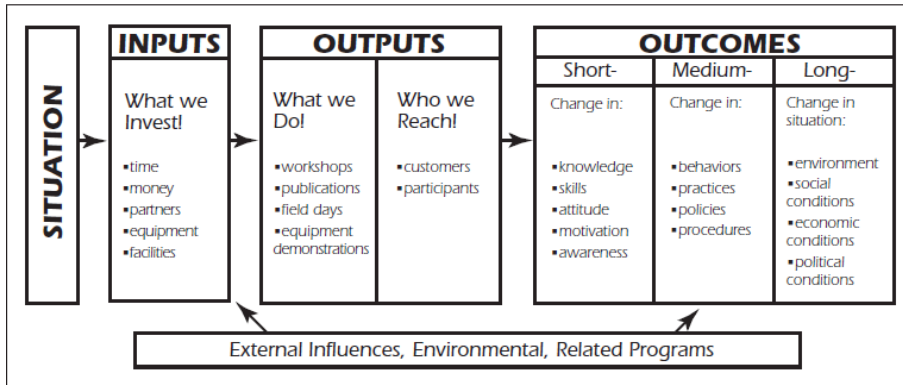 SITUATION
INPUTS
What we
Invest!
▪time
▪money
▪partners
▪equipment
▪facilities
OUTPUTS
What we
Do!
▪workshops
▪publications
▪field days
▪equipment
demonstrations
Who we
Reach!
▪customers
▪participants
OUTCOMES
Short-
Change in:
▪knowledge
▪skills
▪attitude
▪motivation
▪awareness
Medium-
Change in:
▪behaviors
▪practices
▪policies
▪procedures
Long-
Change in
situation:
▪environment
▪social
conditions
▪economic
conditions
▪political
conditions
External Influences, Environmental, Related Programs